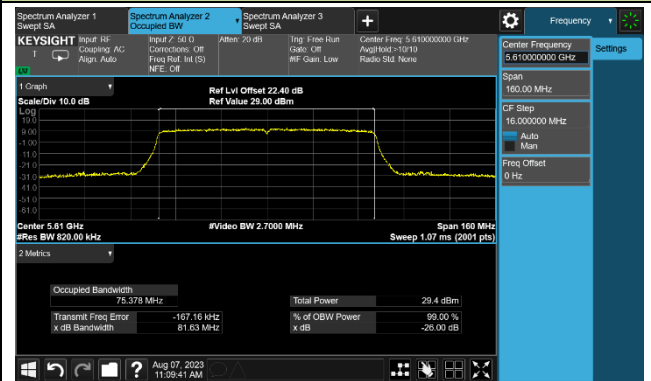 Spectrum Analyzer 1
Swept SA
Spectrum Analyzer 2
Occupied BW
Spectrum Analyzer 3
Swept SA
+
Frequency
KEYSIGHT
Input: RF
Coupling: AC
Align: Auto
Input Z: 50 Ω
Corrections: Off
Freq Ref: Int (S)
NFE: Off
Atten: 20 dB
Trig: Free Run
Gate: Off
#IF Gain: Low
Center Freq: 5.610000000 GHz
Avg|Hold:>10/10
Radio Std: None
Center Frequency
5.610000000 GHz
Settings
Span
160.00 MHz
CF Step
16.000000 MHz
Auto
Man
Freq Offset
0 Hz
1 Graph
Scale/Div 10.0 dB
Ref Lvl Offset 22.40 dB
Ref Value 29.00 dBm
Log
19.0
9.00
-1.00
-11.0
-21.0
-31.0
-41.0
-51.0
-61.0
Center 5.61 GHz
#Res BW 820.00 kHz
#Video BW 2.7000 MHz
Span 160 MHz
Sweep 1.07 ms (2001 pts)
2 Metrics
Occupied Bandwidth
75.378 MHz
Total Power 29.4 dBm
Transmit Freq Error -167.16 kHz
% of OBW Power 99.00 %
x dB Bandwidth 81.63 MHz
x dB -26.00 dB
?
Aug 07, 2023
11:09:41 AM